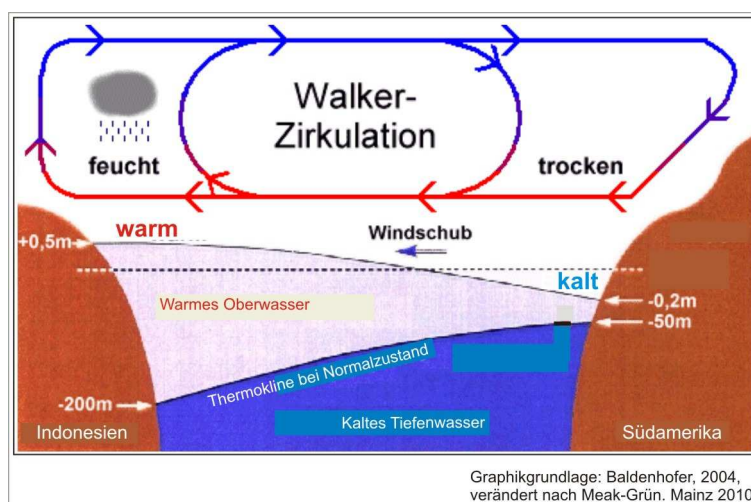 Walker-
Zirkulation
feucht
trocken
warm
+0,5m
Windschub
kalt
Warmes Oberwasser
-0,2m
-50m
Thermokline bei Normalzustand
-200m
Kaltes Tiefenwasser
Indonesien
Südamerika
Graphikgrundlage: Baldenhofer, 2004,
verändert nach Meak-Grün. Mainz 2010